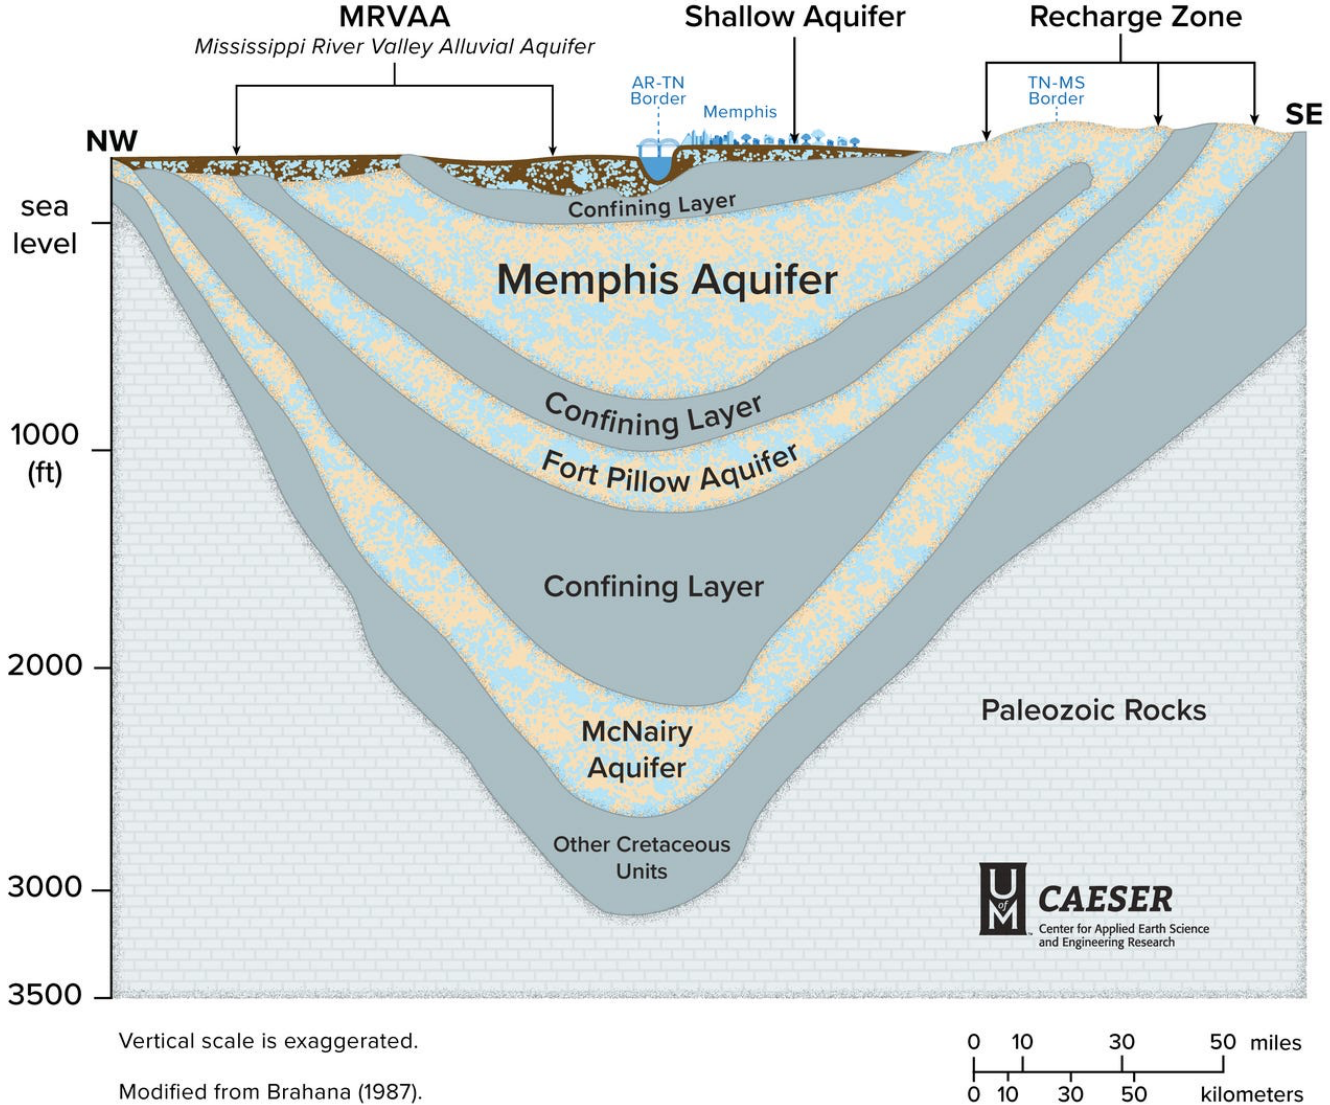 MRVAA
Mississippi River Valley Alluvial Aquifer
Shallow Aquifer
Recharge Zone
AR-TN
Border
Memphis
TN-MS
Border
NW
SE
sea
level
Confining Layer
Memphis Aquifer
Confining Layer
1000
(ft)
Fort Pillow Aquifer
Confining Layer
2000
McNairy
Aquifer
Paleozoic Rocks
Other Cretaceous
Units
3000
U
of
M
CAESER
Center for Applied Earth Science
and Engineering Research
3500
Vertical scale is exaggerated.
Modified from Brahana (1987).
0 10 30 50 miles
0 10 30 50 kilometers